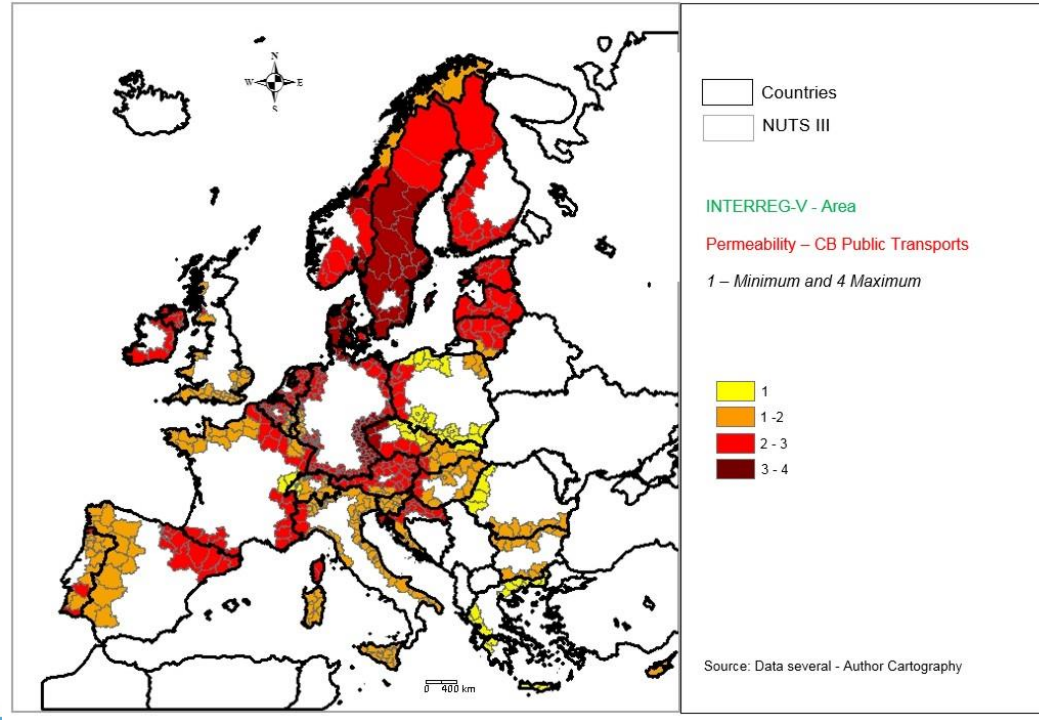 N
W E
S
0 400 km
Countries
NUTS III
INTERREG-V - Area
Permeability – CB Public Transports
1 – Minimum and 4 Maximum
1
1 -2
2 - 3
3 - 4
Source: Data several - Author Cartography